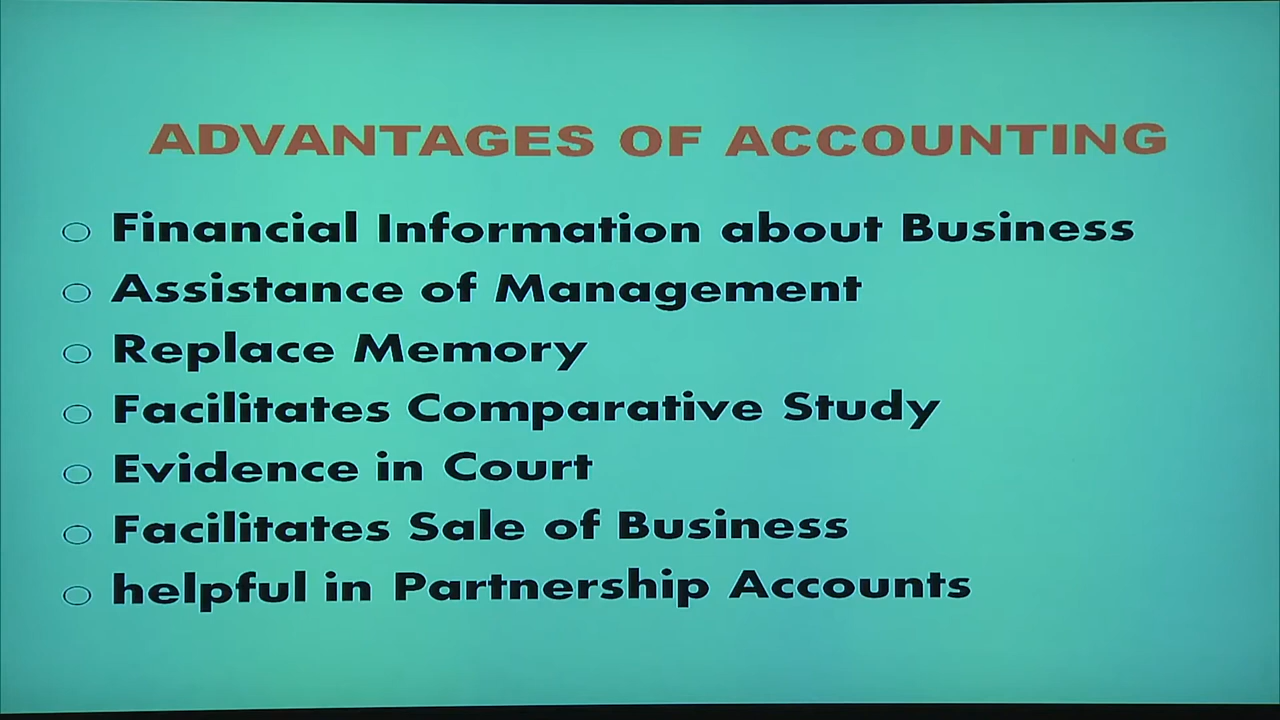 ADVANTAGES OF ACCOUNTING
Financial Information about Business
Assistance of Management
Replace Memory
Facilitates Comparative Study
Evidence in Court
Facilitates Sale of Business
helpful in Partnership Accounts